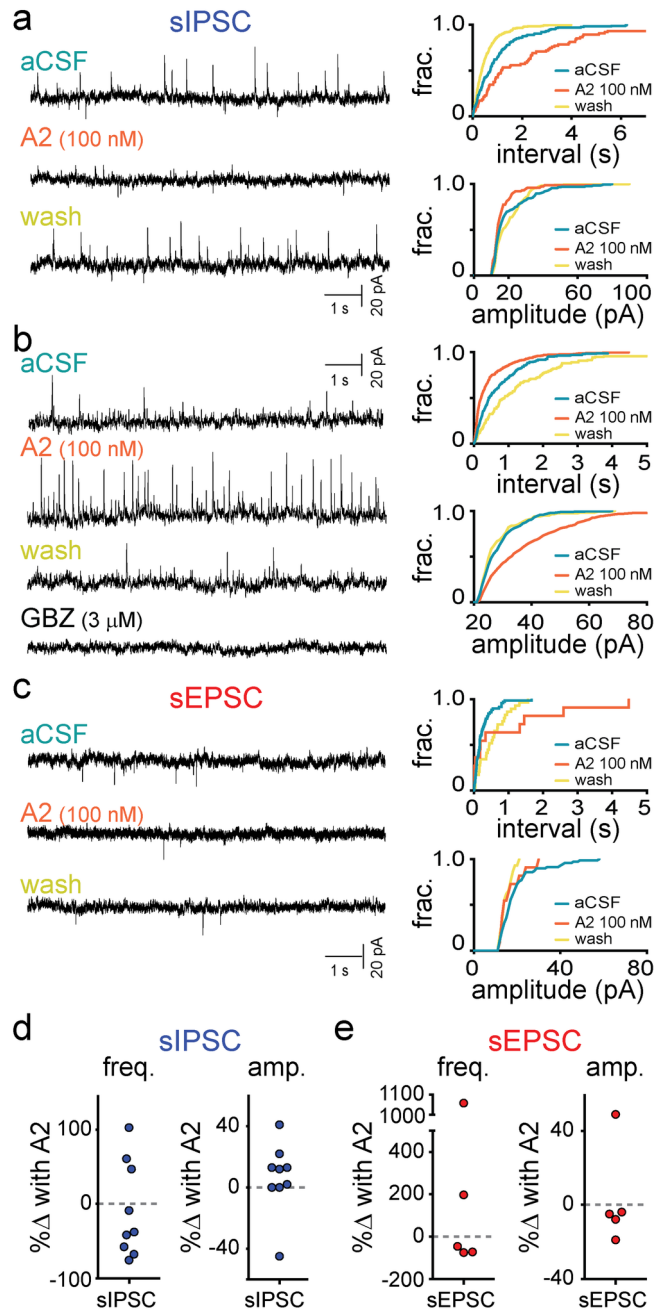 a
sIPSC
aCSF
A2 (100 nM)
wash
1 s
20 pA
frac.
1.0
0
aCSF
A2 100 nM
wash
0 2 4 6
interval (s)
frac.
1.0
0
aCSF
A2 100 nM
wash
20 60 100
amplitude (pA)
b
aCSF
1 s
20 pA
A2 (100 nM)
wash
GBZ (3 µM)
frac.
1.0
0
aCSF
A2 100 nM
wash
0 1 2 3 4 5
interval (s)
frac.
1.0
0
aCSF
A2 100 nM
wash
20 40 60 80
amplitude (pA)
c
sEPSC
aCSF
A2 (100 nM)
wash
1 s
20 pA
frac.
1.0
0
aCSF
A2 100 nM
wash
0 1 2 3 4 5
interval (s)
frac.
1.0
0
aCSF
A2 100 nM
wash
0 40 80
amplitude (pA)
d
sIPSC
freq.
%Δ with A2
100
0
-100
sIPSC
amp.
%Δ with A2
40
0
-40
sIPSC
e
sEPSC
freq.
%Δ with A2
1100
1000
400
200
0
-200
sEPSC
amp.
%Δ with A2
40
0
-40
sEPSC